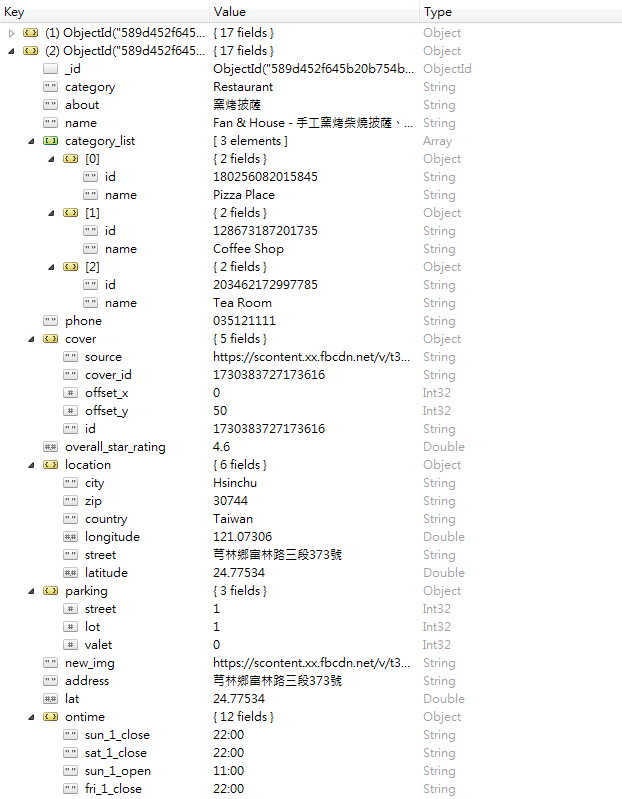 Key Value Type
(1) ObjectId("589d452f645... { 17 fields } Object
(2) ObjectId("589d452f645... { 17 fields } Object
_id ObjectId("589d452f645b20b754b... ObjectId
category Restaurant String
about 窯烤披薩 String
name Fan & House - 手工窯烤柴燒披薩、... String
category_list [ 3 elements ] Array
[0] { 2 fields } Object
id 180256082015845 String
name Pizza Place String
[1] { 2 fields } Object
id 128673187201735 String
name Coffee Shop String
[2] { 2 fields } Object
id 203462172997785 String
name Tea Room String
phone 035121111 String
cover { 5 fields } Object
source https://scontent.xx.fbcdn.net/v/t3... String
cover_id 1730383727173616 String
offset_x 0 Int32
offset_y 50 Int32
id 1730383727173616 String
overall_star_rating 4.6 Double
location { 6 fields } Object
city Hsinchu String
zip 30744 String
country Taiwan String
longitude 121.07306 Double
street 芎林鄉富林路三段373號 String
latitude 24.77534 Double
parking { 3 fields } Object
street 1 Int32
lot 1 Int32
valet 0 Int32
new_img https://scontent.xx.fbcdn.net/v/t3... String
address 芎林鄉富林路三段373號 String
lat 24.77534 Double
ontime { 12 fields } Object
sun_1_close 22:00 String
sat_1_close 22:00 String
sun_1_open 11:00 String
fri_1_close 22:00 String